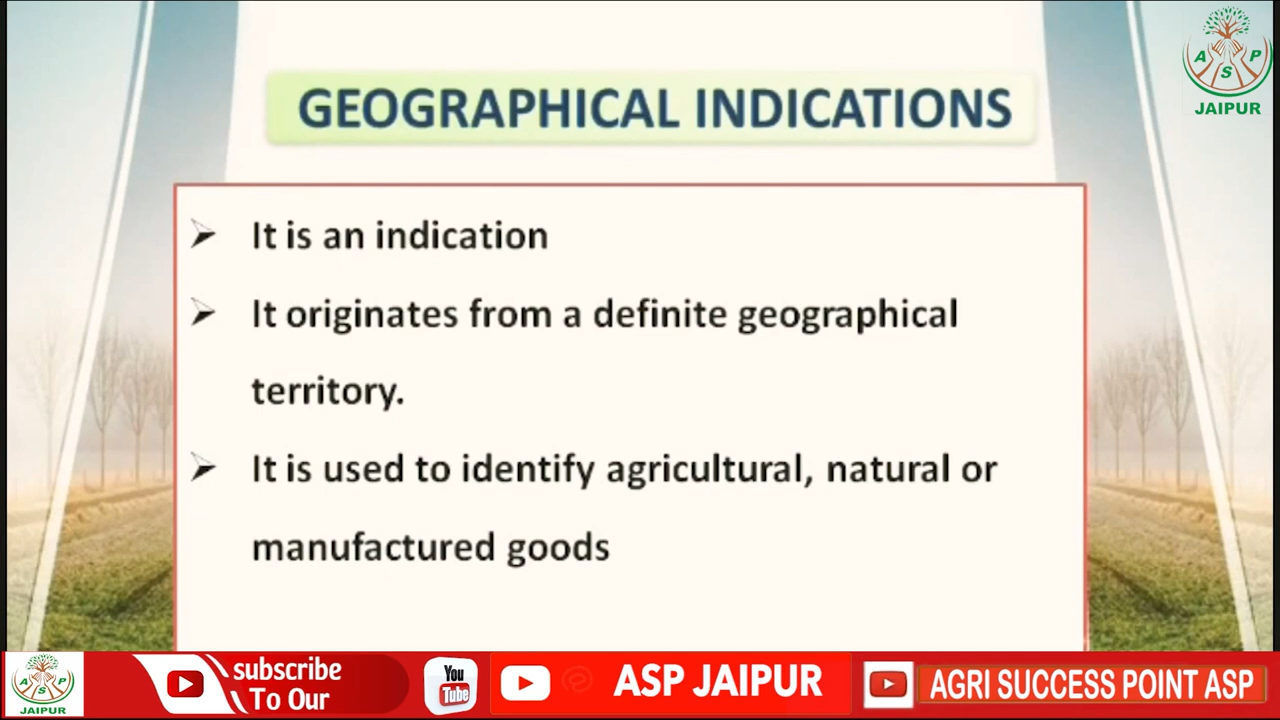 A S P
JAIPUR
GEOGRAPHICAL INDICATIONS
It is an indication
It originates from a definite geographical
territory.
It is used to identify agricultural, natural or
manufactured goods
A S P
JAIPUR
subscribe
To Our
You
Tube
ASP JAIPUR
AGRI SUCCESS POINT ASP